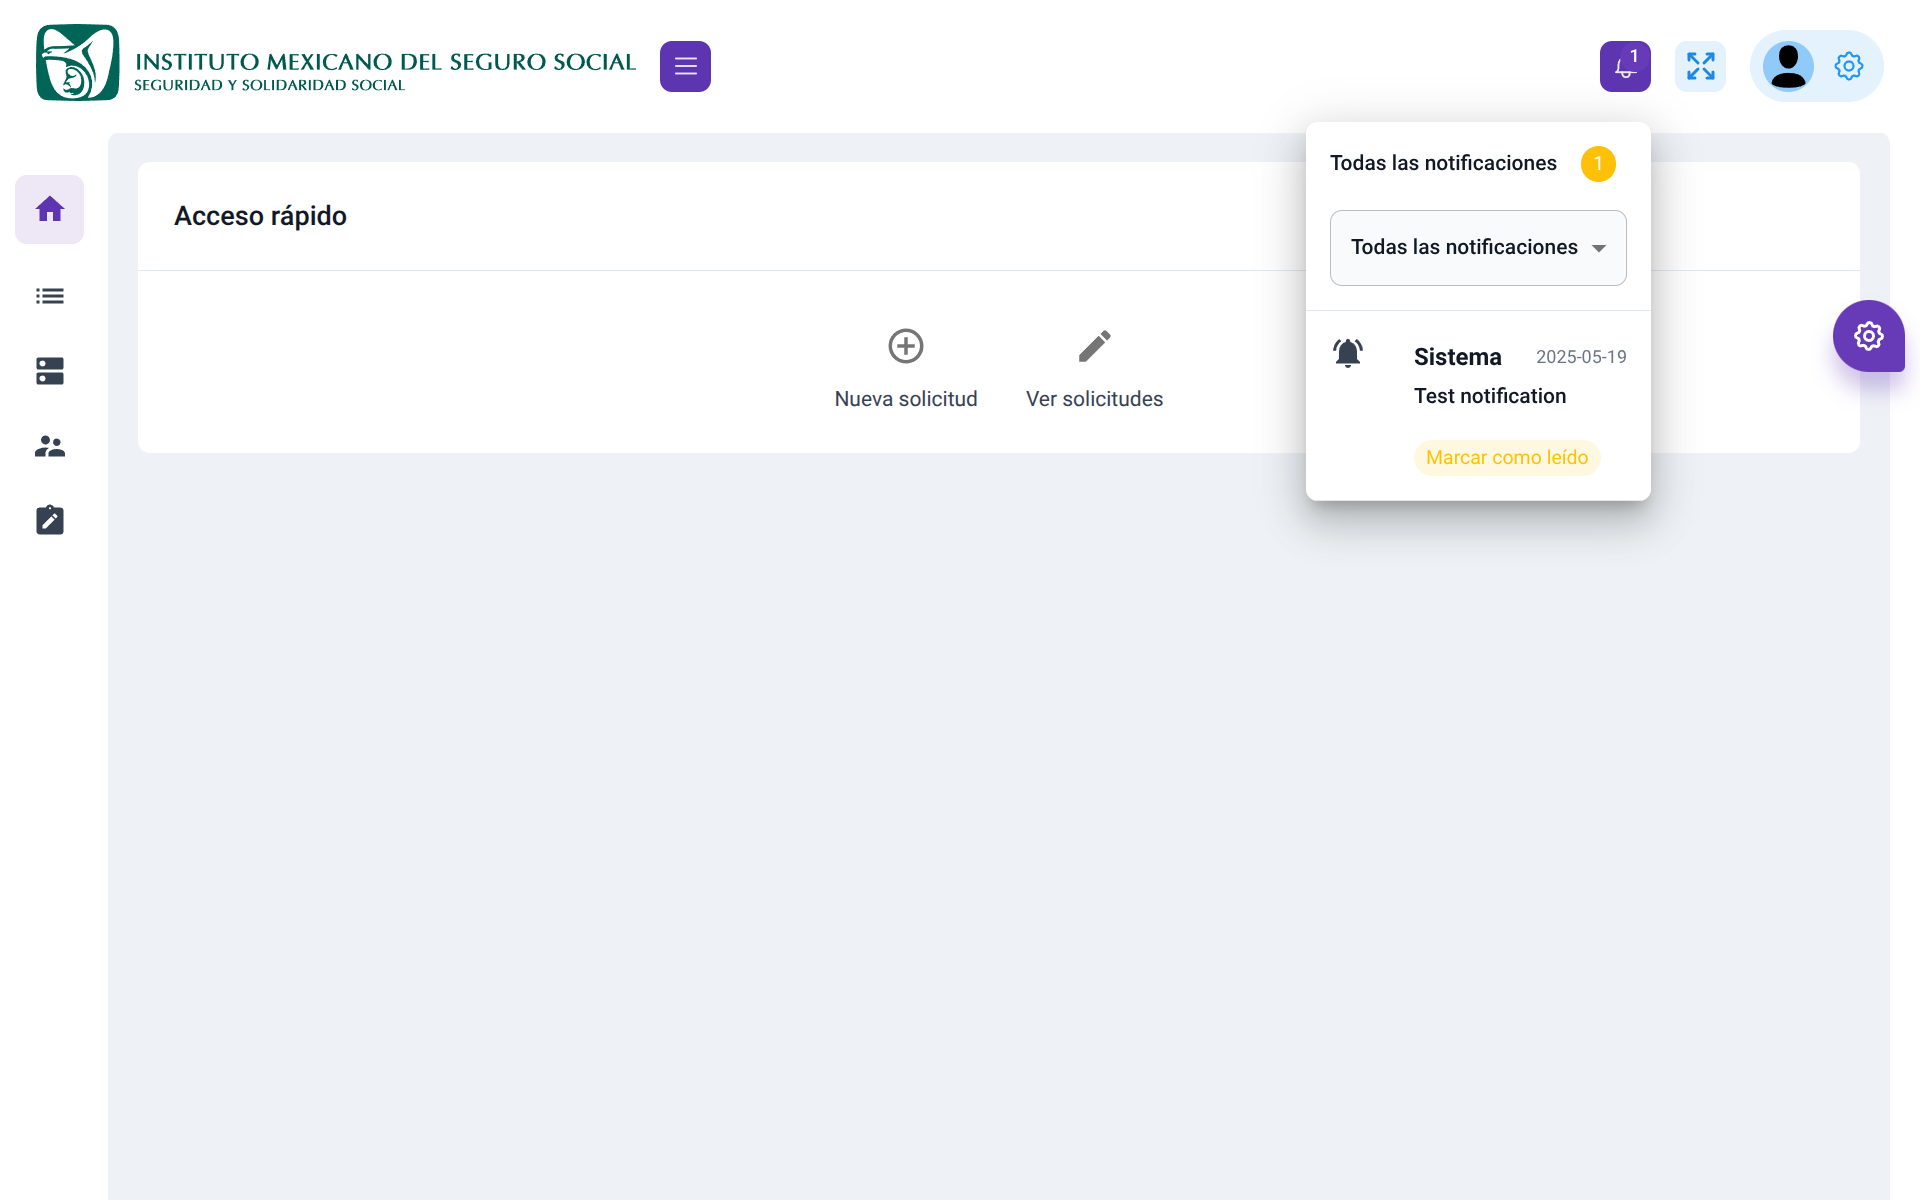 INSTITUTO MEXICANO DEL SEGURO SOCIAL
SEGURIDAD Y SOLIDARIDAD SOCIAL
1
Todas las notificaciones 1
Todas las notificaciones
Acceso rápido
Nueva solicitud
Ver solicitudes
Sistema 2025-05-19
Test notification
Marcar como leído